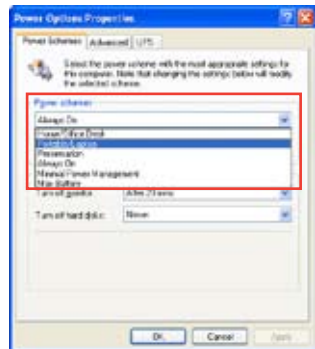 Power Options Properties
Power Schemes Advanced UPS
Select the power scheme with the most appropriate settings for
this computer. Note that changing the settings below will modify
the selected scheme.
Power schemes
Always On
Home/Office Desk
Portable/Laptop
Presentation
Always On
Minimal Power Management
Max Battery
Turn off monitor: After 20 mins
Turn off hard disks: Never
OK Cancel Apply